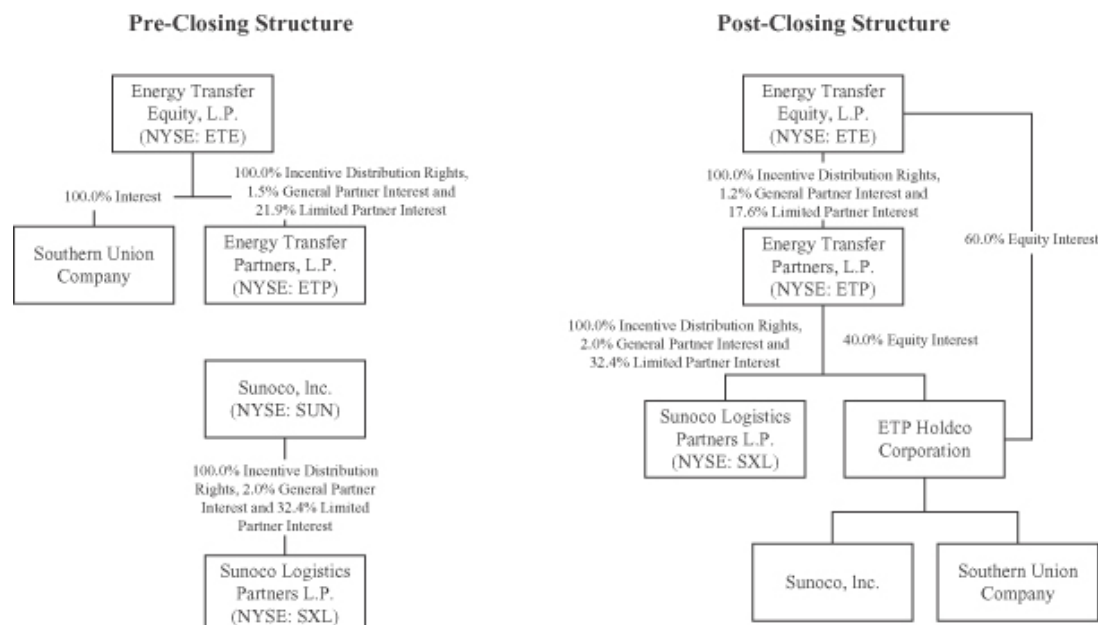 Pre-Closing Structure
Energy Transfer
Equity, L.P.
(NYSE: ETE)
100.0% Interest
100.0% Incentive Distribution Rights,
1.5% General Partner Interest and
21.9% Limited Partner Interest
Southern Union
Company
Energy Transfer
Partners, L.P.
(NYSE: ETP)
Sunoco, Inc.
(NYSE: SUN)
100.0% Incentive Distribution
Rights, 2.0% General Partner
Interest and 32.4% Limited
Partner Interest
Sunoco Logistics
Partners L.P.
(NYSE: SXL)
Post-Closing Structure
Energy Transfer
Equity, L.P.
(NYSE: ETE)
100.0% Incentive Distribution Rights,
1.2% General Partner Interest and
17.6% Limited Partner Interest
60.0% Equity Interest
Energy Transfer
Partners, L.P.
(NYSE: ETP)
100.0% Incentive Distribution Rights,
2.0% General Partner Interest and
32.4% Limited Partner Interest
40.0% Equity Interest
Sunoco Logistics
Partners L.P.
(NYSE: SXL)
ETP Holdco
Corporation
Sunoco, Inc.
Southern Union
Company